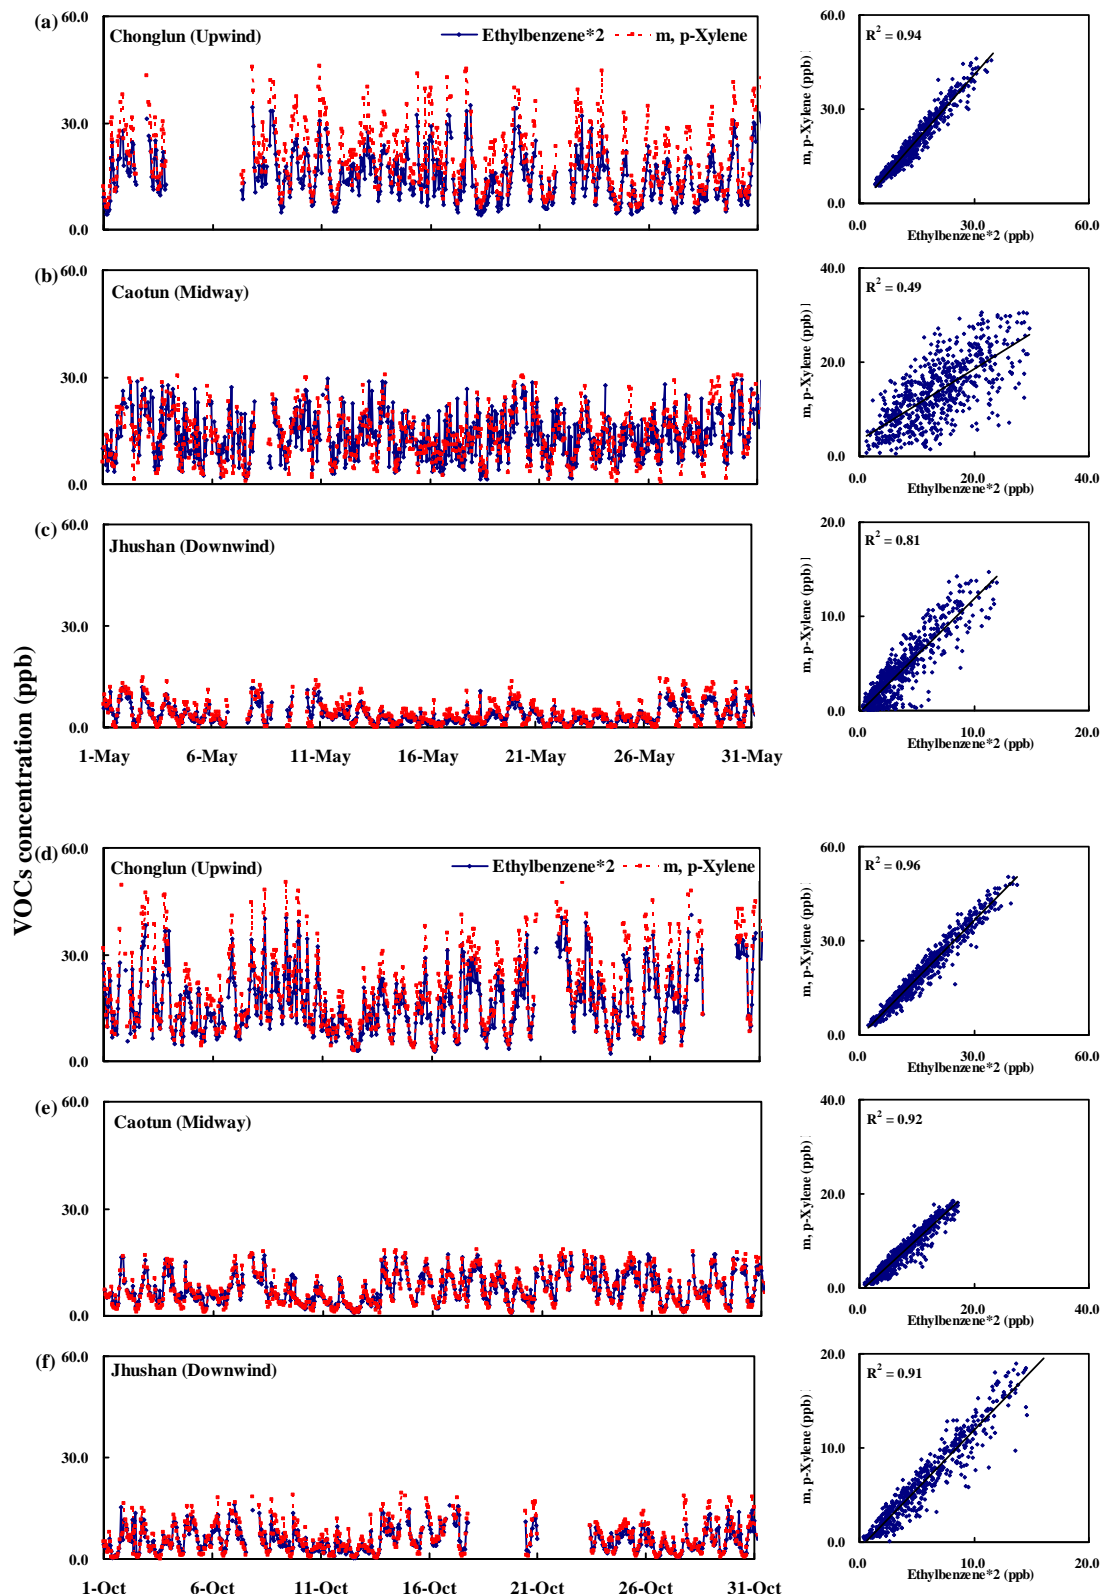 VOCs concentration (ppb)
(a)
60.0
30.0
0.0
Chonglun (Upwind)
Ethylbenzene*2
m, p-Xylene
R² = 0.94
m, p-Xylene (ppb)
60.0
30.0
0.0
0.0 30.0 60.0
Ethylbenzene*2 (ppb)
(b)
60.0
30.0
0.0
Caotun (Midway)
R² = 0.49
m, p-Xylene (ppb)
40.0
20.0
0.0
0.0 20.0 40.0
Ethylbenzene*2 (ppb)
(c)
60.0
30.0
0.0
Jhushan (Downwind)
1-May 6-May 11-May 16-May 21-May 26-May 31-May
R² = 0.81
m, p-Xylene (ppb)
20.0
10.0
0.0
0.0 10.0 20.0
Ethylbenzene*2 (ppb)
(d)
60.0
30.0
0.0
Chonglun (Upwind)
Ethylbenzene*2
m, p-Xylene
R² = 0.96
m, p-Xylene (ppb)
60.0
30.0
0.0
0.0 30.0 60.0
Ethylbenzene*2 (ppb)
(e)
60.0
30.0
0.0
Caotun (Midway)
R² = 0.92
m, p-Xylene (ppb)
40.0
20.0
0.0
0.0 20.0 40.0
Ethylbenzene*2 (ppb)
(f)
60.0
30.0
0.0
Jhushan (Downwind)
1-Oct 6-Oct 11-Oct 16-Oct 21-Oct 26-Oct 31-Oct
R² = 0.91
m, p-Xylene (ppb)
20.0
10.0
0.0
0.0 10.0 20.0
Ethylbenzene*2 (ppb)